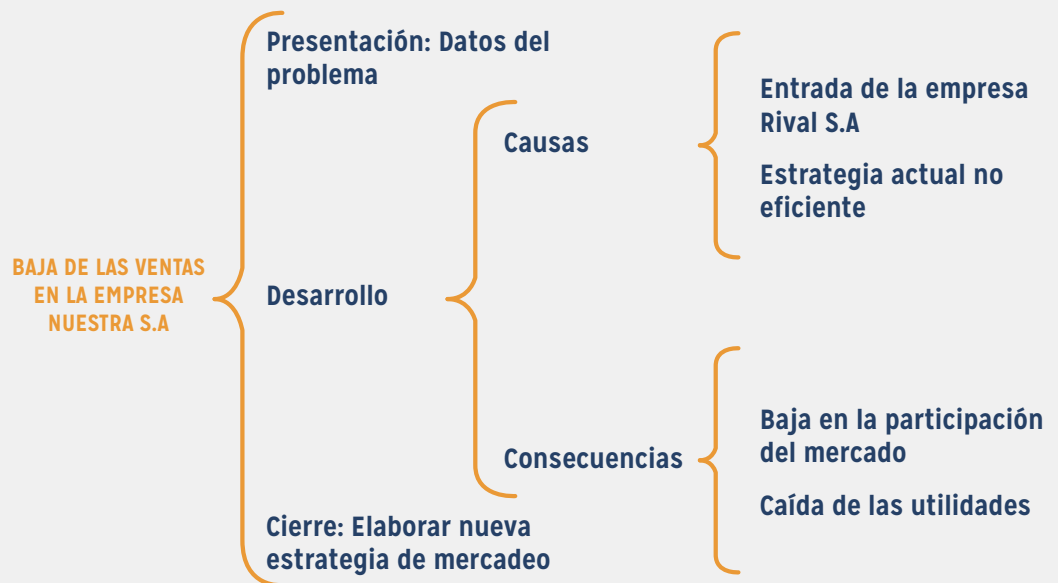 BAJA DE LAS VENTAS
EN LA EMPRESA
NUESTRA S.A
Presentación: Datos del
problema
Desarrollo
Causas
Entrada de la empresa
Rival S.A
Estrategia actual no
eficiente
Consecuencias
Baja en la participación
del mercado
Caída de las utilidades
Cierre: Elaborar nueva
estrategia de mercadeo